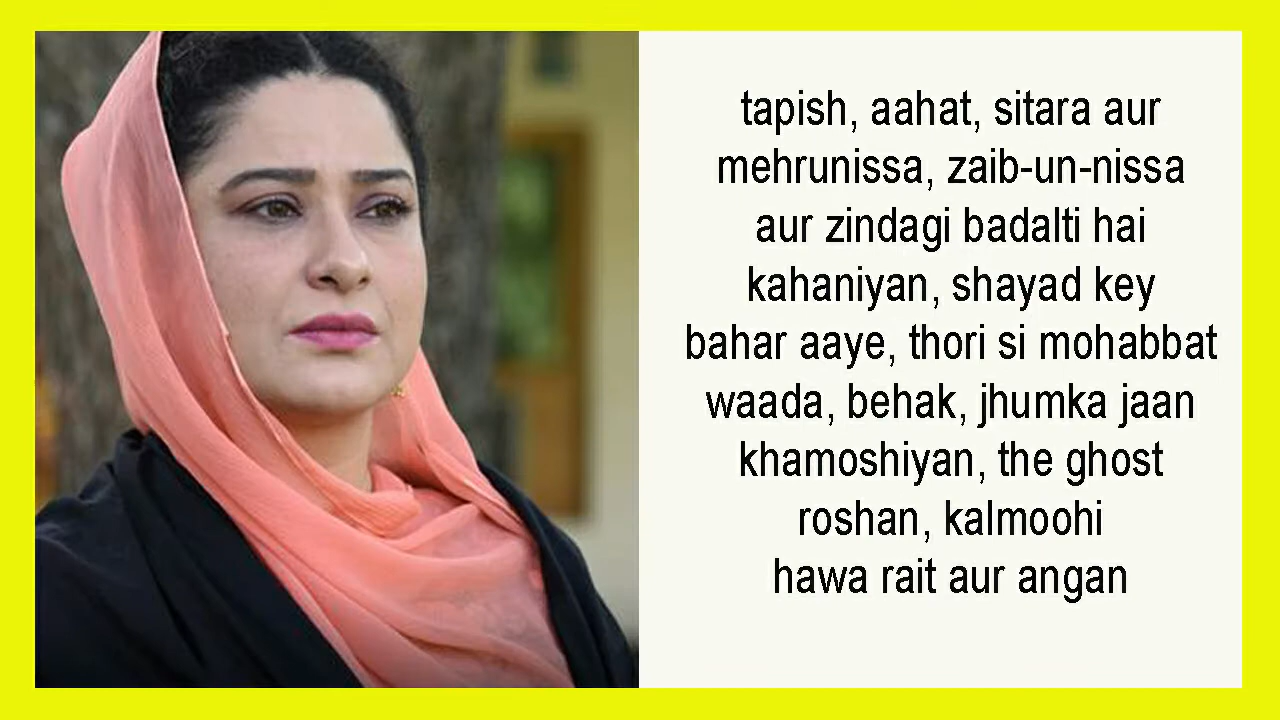 tapish, aahat, sitara aur
mehrunissa, zaib-un-nissa
aur zindagi badalti hai
kahaniyan, shayad key
bahar aaye, thori si mohabbat
waada, behak, jhumka jaan
khamoshiyan, the ghost
roshan, kalmoohi
hawa rait aur angan